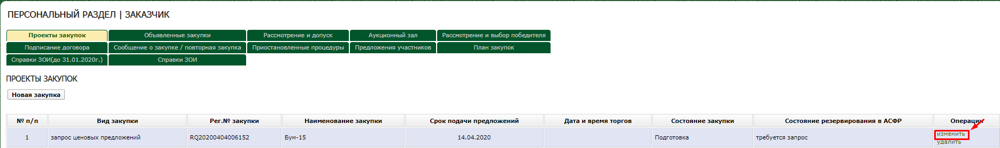 ПЕРСОНАЛЬНЫЙ РАЗДЕЛ | ЗАКАЗЧИК
Проекты закупок Объявленные закупки Рассмотрение и допуск Аукционный зал Рассмотрение и выбор победителя
Подписание договора Сообщение о закупке / повторная закупка Приостановленные процедуры Предложения участников План закупок
Справки ЗОИ(до 31.01.2020г.) Справки ЗОИ
ПРОЕКТЫ ЗАКУПОК
Новая закупка
№ п/п Вид закупки Рег.№ закупки Наименование закупки Срок подачи предложений Дата и время торгов Состояние закупки Состояние резервирования в АСФР Операции
1 запрос ценовых предложений RQ20200404006152 Бум-15 14.04.2020 Подготовка требуется запрос изменить
удалить